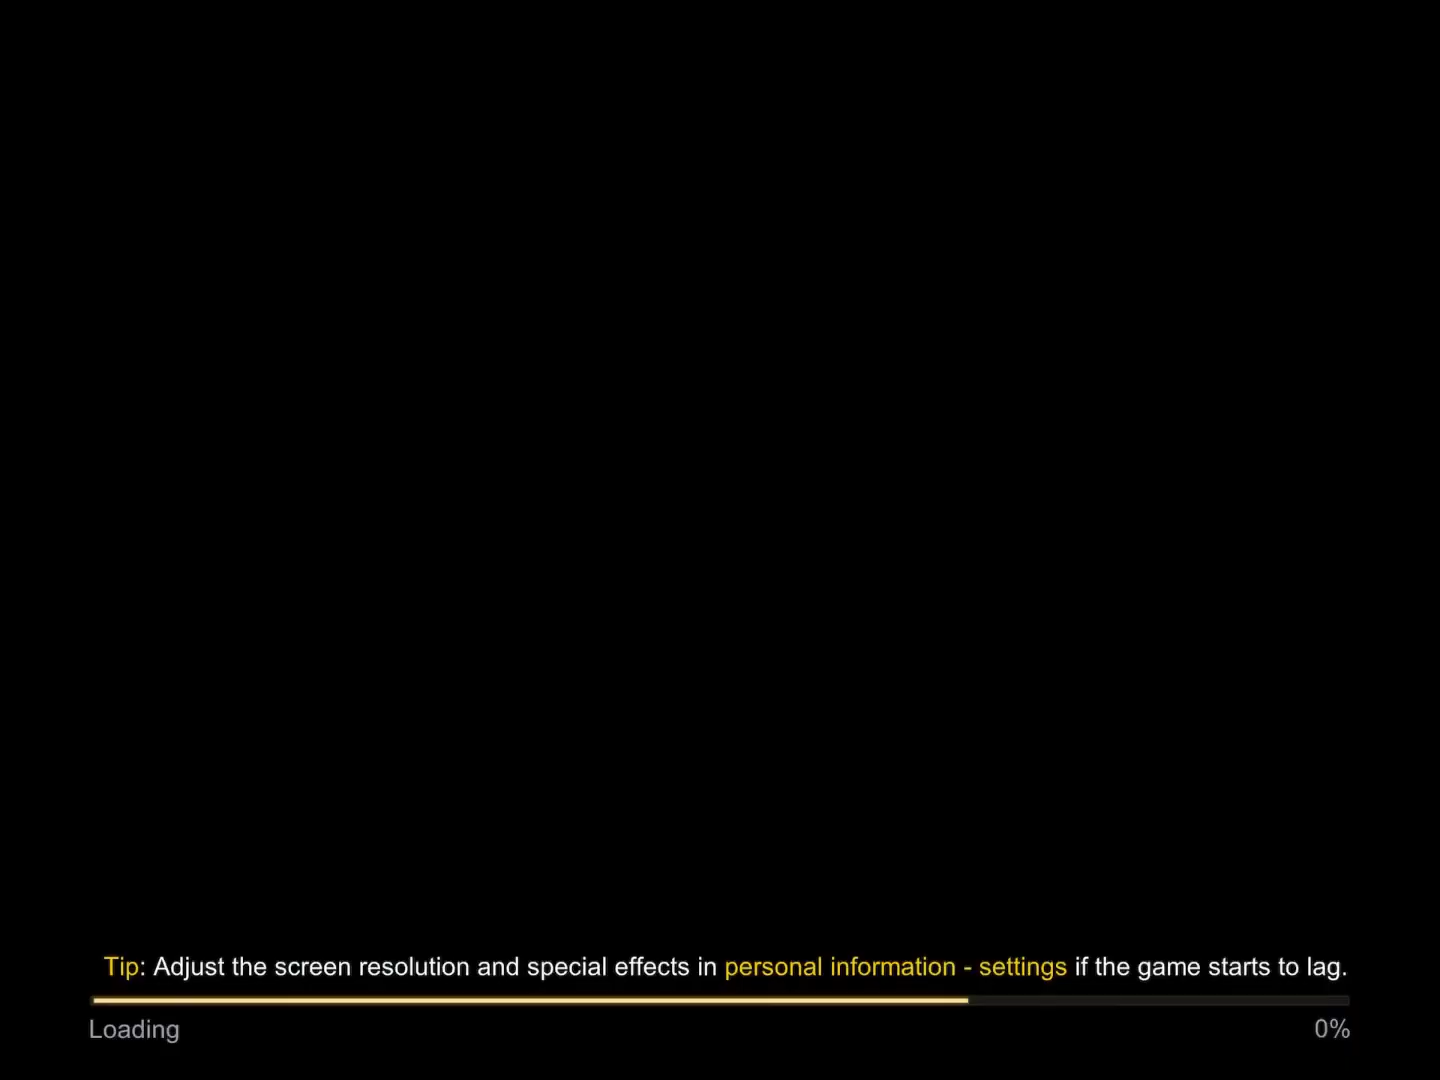 Tip: Adjust the screen resolution and special effects in personal information - settings if the game starts to lag.
Loading
0%